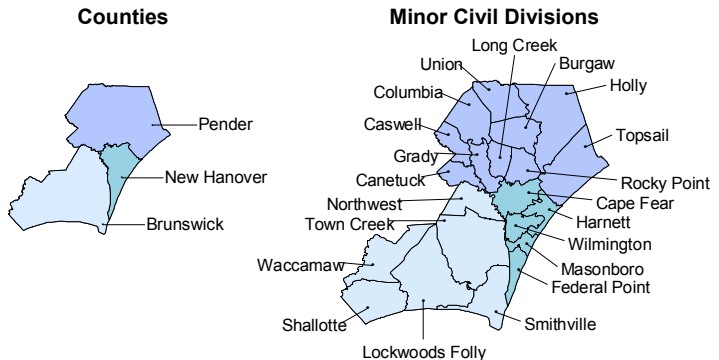 Counties
Pender
New Hanover
Brunswick
Minor Civil Divisions
Long Creek
Union
Burgaw
Columbia
Holly
Caswell
Topsail
Grady
Canetuck
Rocky Point
Northwest
Cape Fear
Town Creek
Harnett
Wilmington
Waccamaw
Masonboro
Federal Point
Shallotte
Smithville
Lockwoods Folly